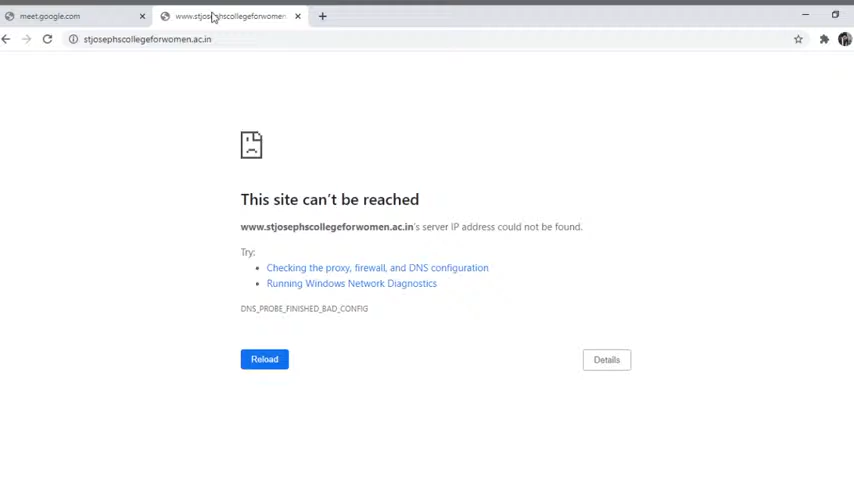 meet.google.com
www.stjosephscollegeforwomen
stjosephscollegeforwomen.ac.in
This site can't be reached
www.stjosephscollegeforwomen.ac.in's server IP address could not be found.
Try:
Checking the proxy, firewall, and DNS configuration
Running Windows Network Diagnostics
DNS_PROBE_FINISHED_BAD_CONFIG
Reload
Details